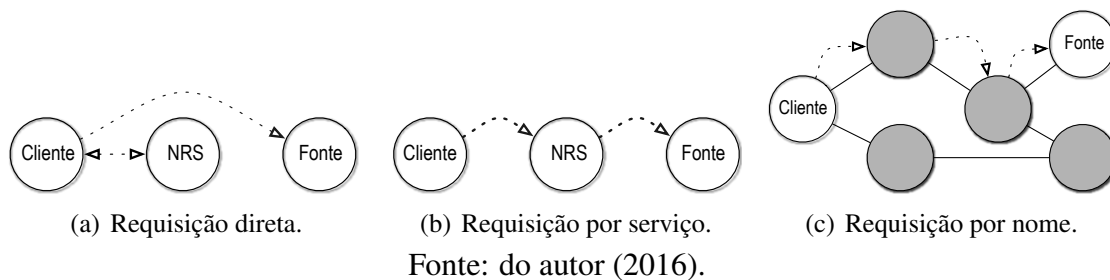 Fonte
Cliente
Cliente
NRS
Fonte
Cliente
NRS
Fonte
(a) Requisição direta.
(b) Requisição por serviço.
(c) Requisição por nome.
Fonte: do autor (2016).